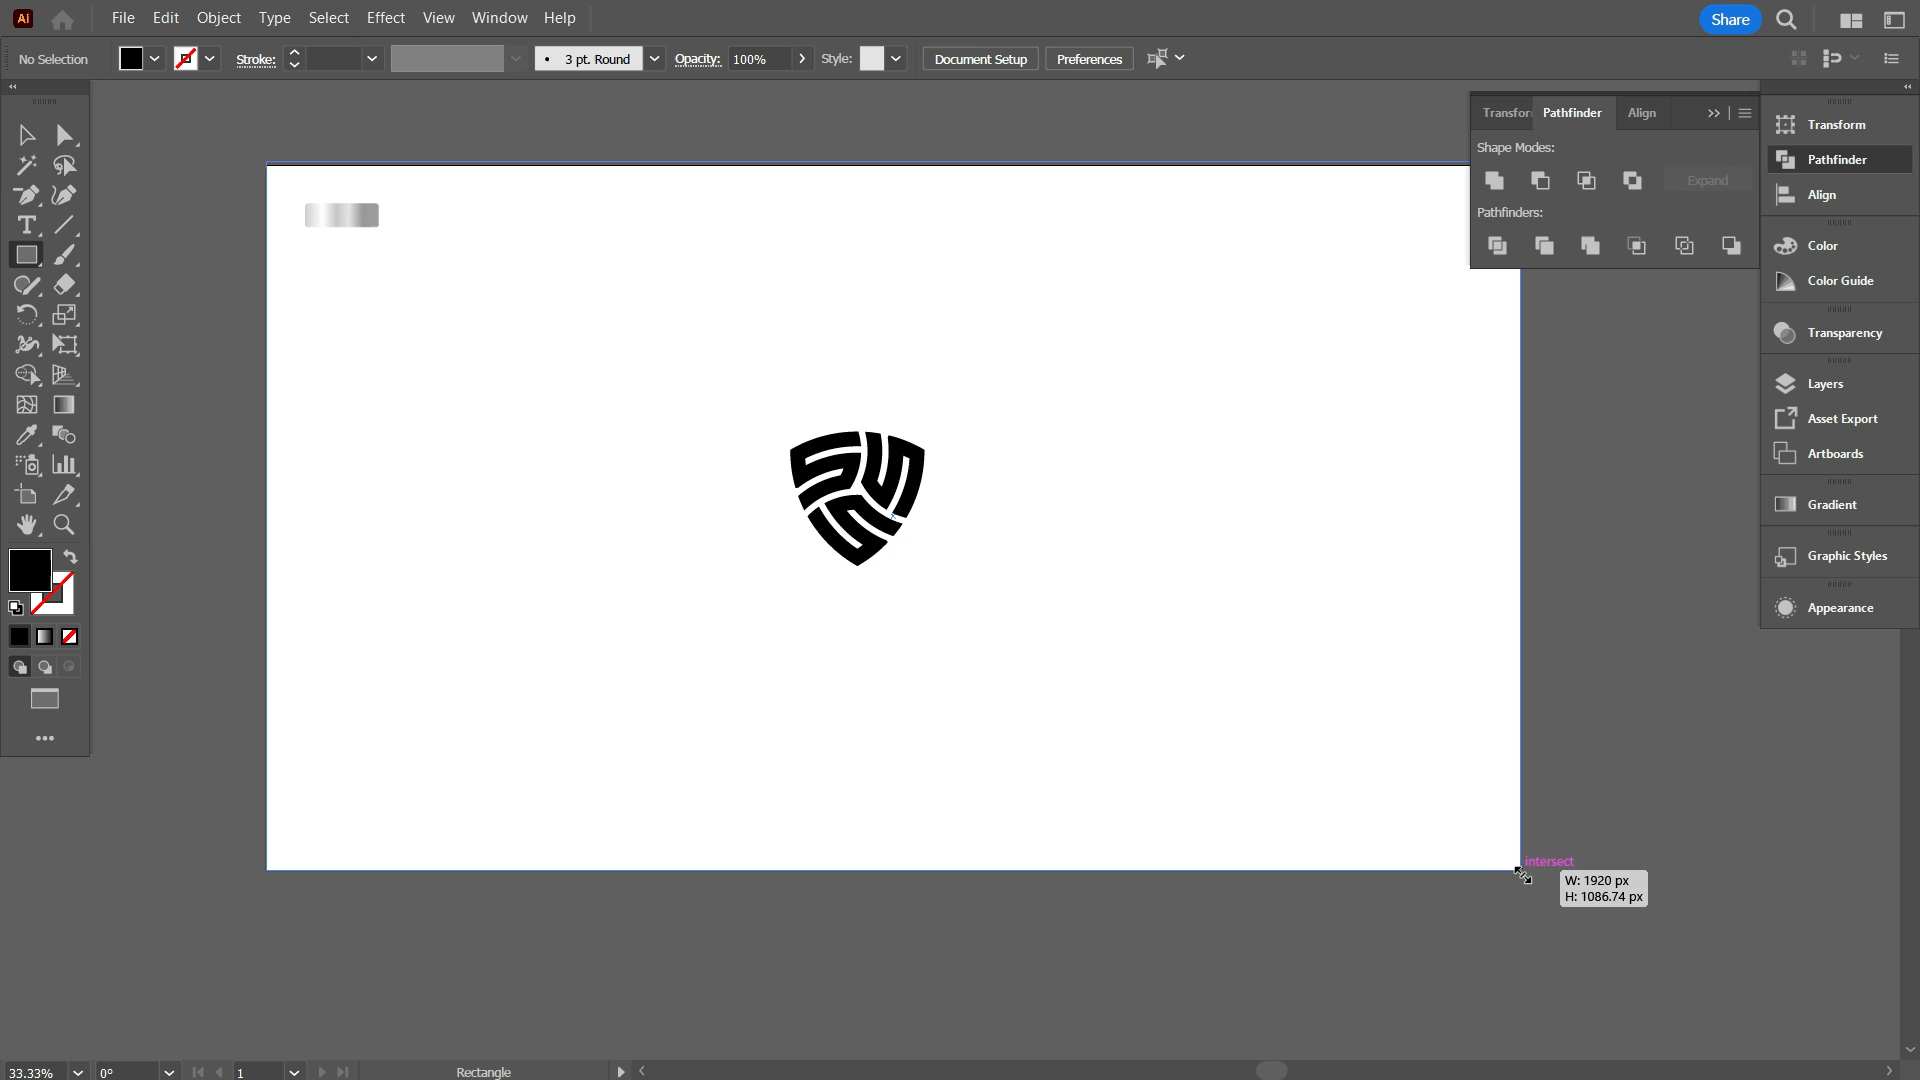 Ai File Edit Object Type Select Effect View Window Help Share
No Selection Stroke: 3 pt. Round Opacity: 100% Style: Document Setup Preferences
Transfor Pathfinder Align
Shape Modes:
Expand
Pathfinders:
Transform
Pathfinder
Align
Color
Color Guide
Transparency
Layers
Asset Export
Artboards
Gradient
Graphic Styles
Appearance
intersect
W: 1920 px
H: 1086.74 px
33.33% 0° 1 Rectangle